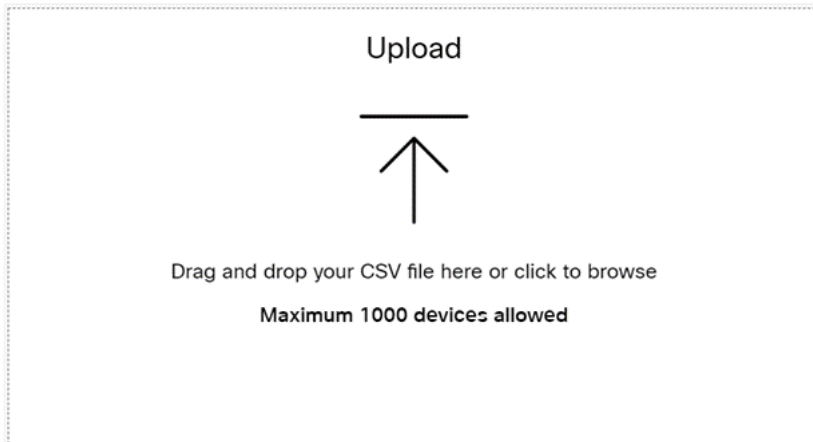 Upload
Drag and drop your CSV file here or click to browse
Maximum 1000 devices allowed